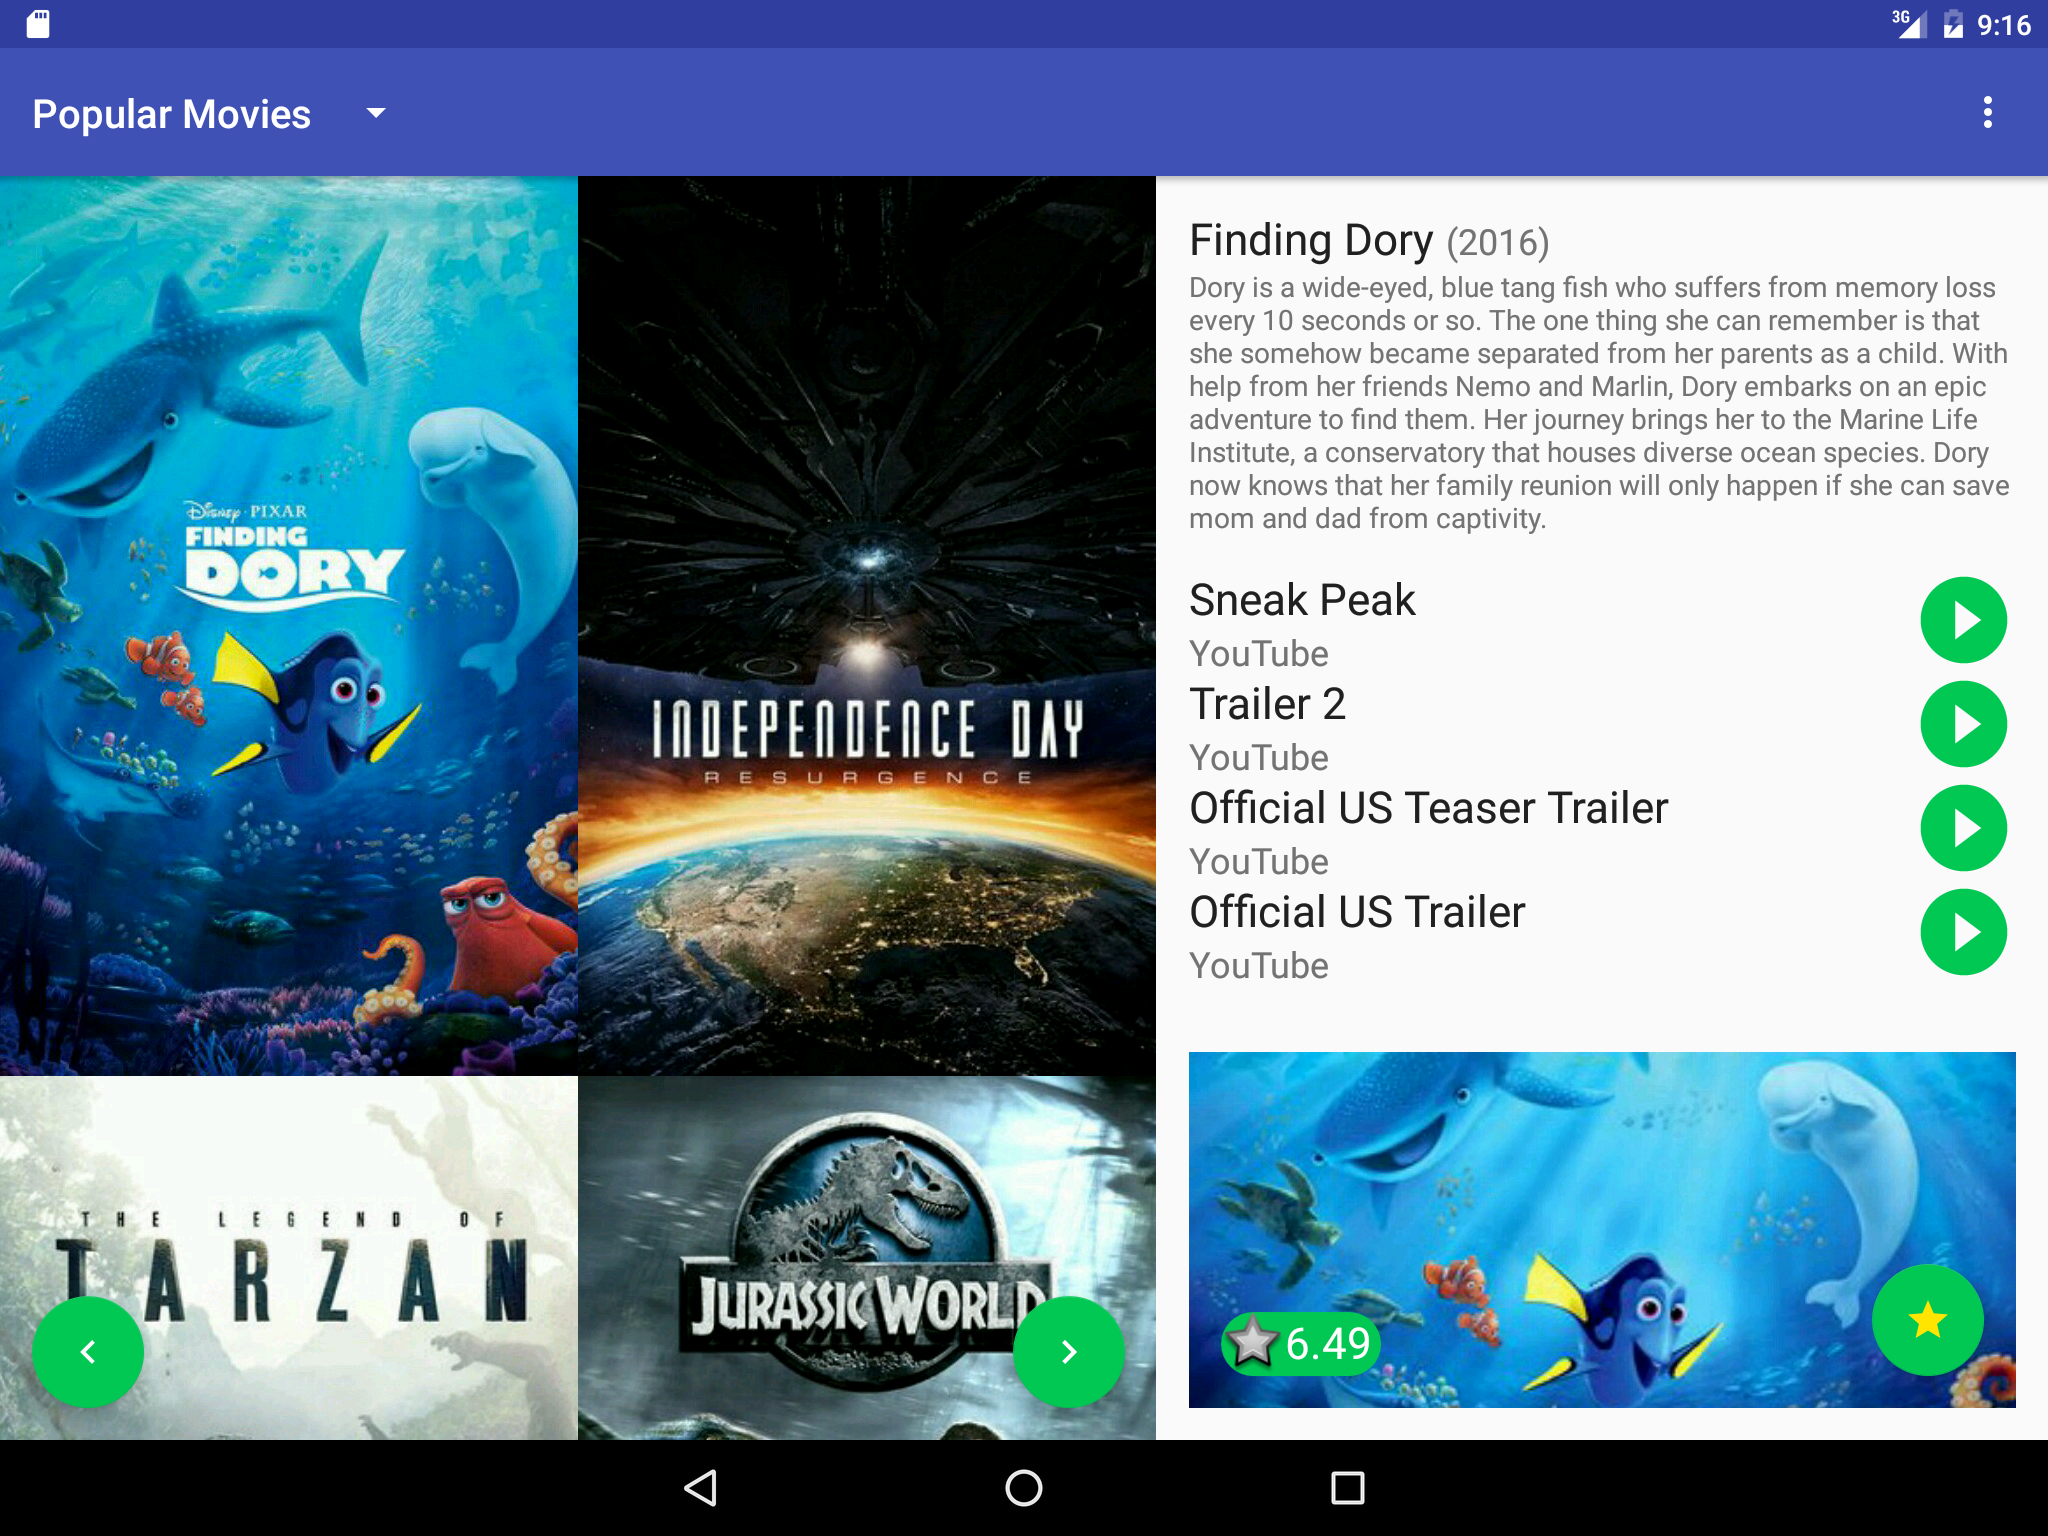 3G 9:16
Popular Movies
Disney · PIXAR
FINDING
DORY
INDEPENDENCE DAY
RESURGENCE
THE LEGEND OF
TARZAN
JURASSIC WORLD
Finding Dory (2016)
Dory is a wide-eyed, blue tang fish who suffers from memory loss
every 10 seconds or so. The one thing she can remember is that
she somehow became separated from her parents as a child. With
help from her friends Nemo and Marlin, Dory embarks on an epic
adventure to find them. Her journey brings her to the Marine Life
Institute, a conservatory that houses diverse ocean species. Dory
now knows that her family reunion will only happen if she can save
mom and dad from captivity.
Sneak Peak
YouTube
Trailer 2
YouTube
Official US Teaser Trailer
YouTube
Official US Trailer
YouTube
6.49